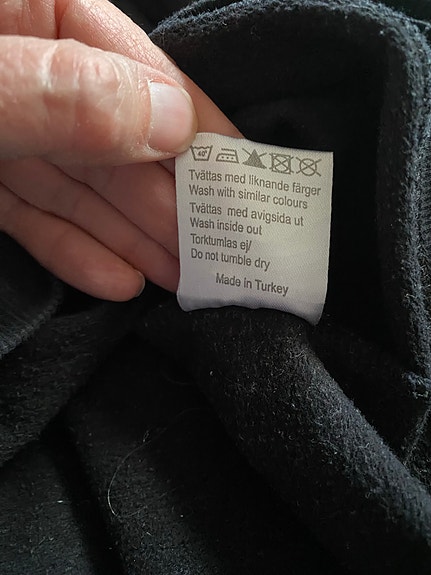 40°
Tvättas med liknande färger
Wash with similar colours
Tvättas med avigsida ut
Wash inside out
Torktumlas ej/
Do not tumble dry
Made in Turkey